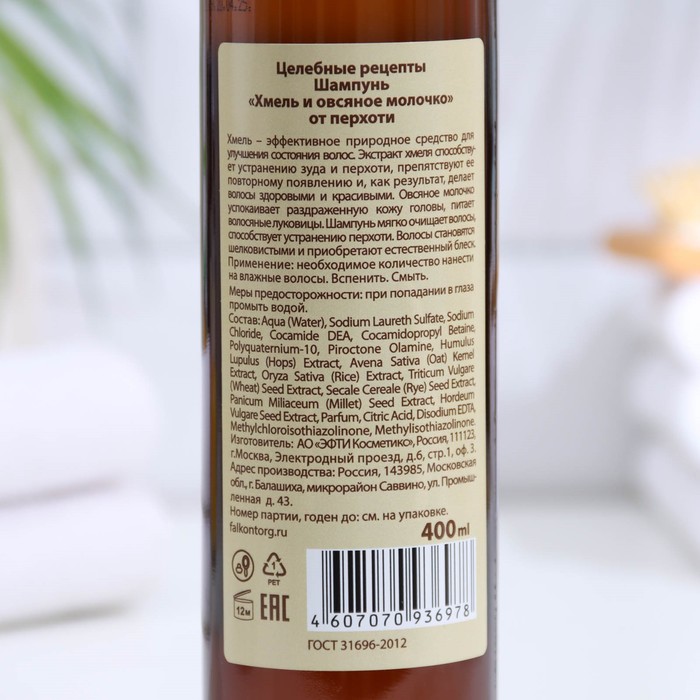 Целебные рецепты
Шампунь
«Хмель и овсяное молочко»
от перхоти
Хмель – эффективное природное средство для
улучшения состояния волос. Экстракт хмеля способству-
ет устранению зуда и перхоти, препятствуют ее
повторному появлению и, как результат, делает
волосы здоровыми и красивыми. Овсяное молочко
успокаивает раздраженную кожу головы, питает
волосяные луковицы. Шампунь мягко очищает волосы,
способствует устранению перхоти. Волосы становятся
шелковистыми и приобретают естественный блеск.
Применение: необходимое количество нанести
на влажные волосы. Вспенить. Смыть.
Меры предосторожности: при попадании в глаза
промыть водой.
Состав: Aqua (Water), Sodium Laureth Sulfate, Sodium
Chloride, Cocamide DEA, Cocamidopropyl Betaine,
Polyquaternium-10, Piroctone Olamine, Humulus
Lupulus (Hops) Extract, Avena Sativa (Oat) Kernel
Extract, Oryza Sativa (Rice) Extract, Triticum Vulgare
(Wheat) Seed Extract, Secale Cereale (Rye) Seed Extract,
Panicum Miliaceum (Millet) Seed Extract, Hordeum
Vulgare Seed Extract, Parfum, Citric Acid, Disodium EDTA,
Methylchloroisothiazolinone, Methylisothiazolinone.
Изготовитель: АО «ЭФТИ Косметикс», Россия, 111123,
г.Москва, Электродный проезд, д.6, стр.1, оф. 3.
Адрес производства: Россия, 143985, Московская
обл., г. Балашиха, микрорайон Саввино, ул. Промыш-
ленная д. 43.
Номер партии, годен до: см. на упаковке.
falkontorg.ru
400 ml
1
PET
12м
EAC
4 607070 936978
ГОСТ 31696-2012